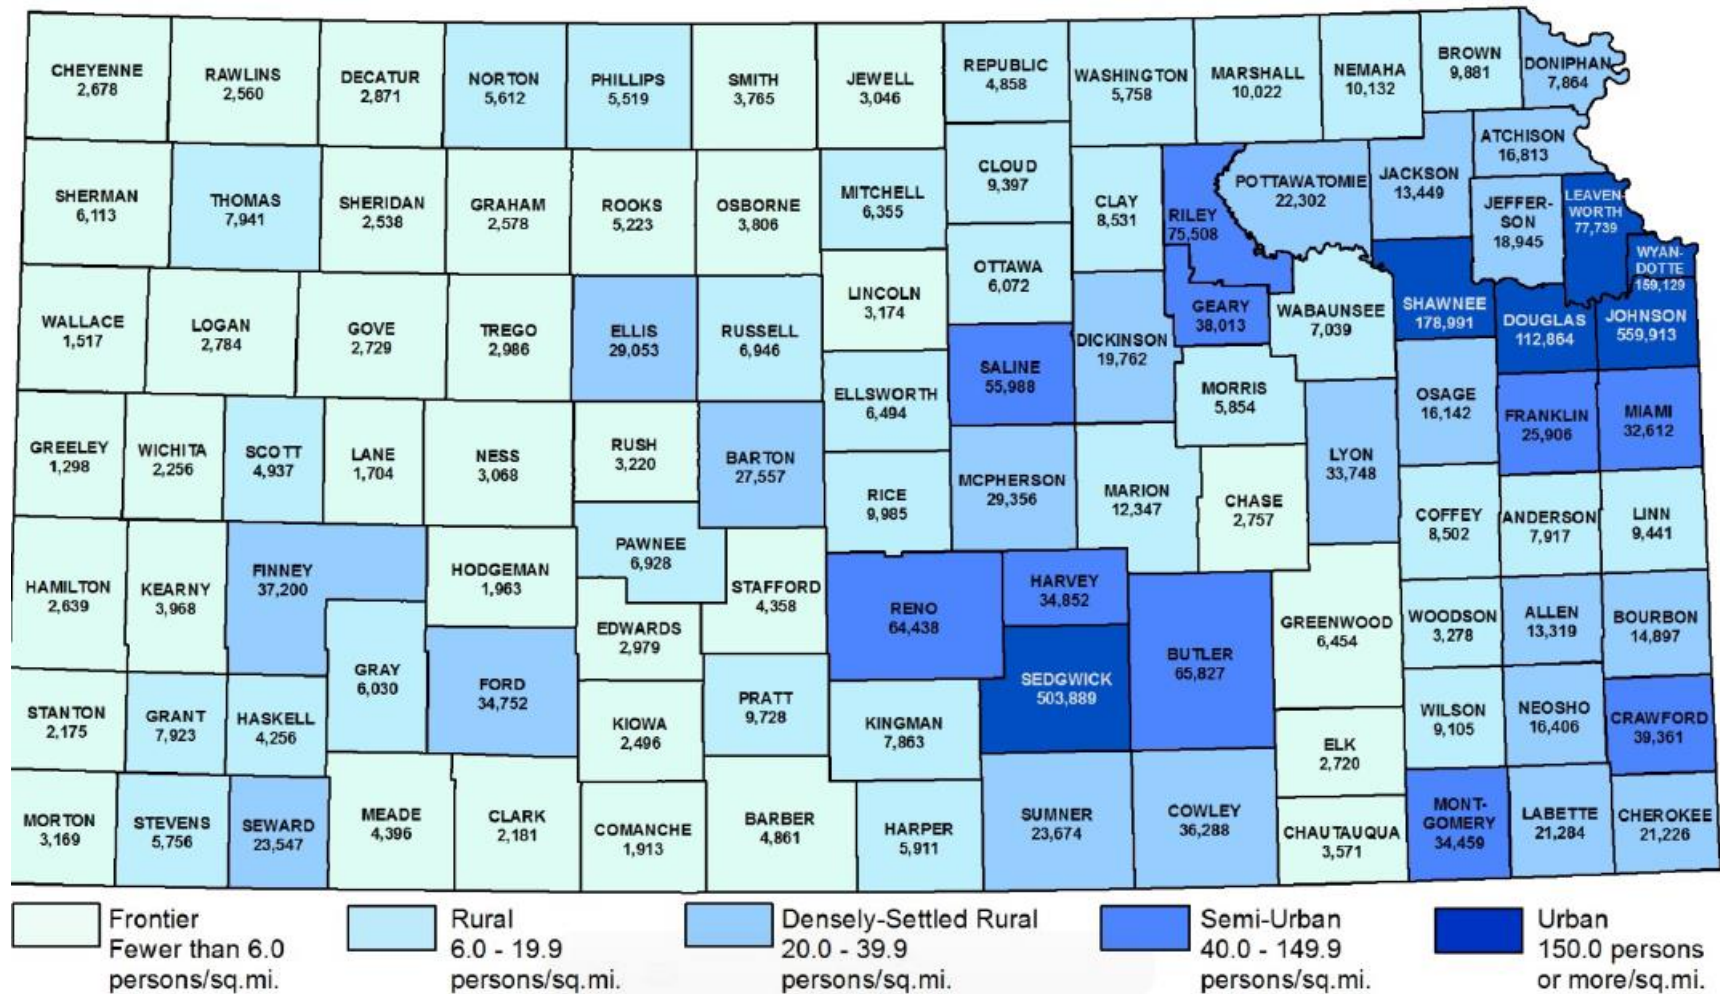 CHEYENNE
2,678
RAWLINS
2,560
DECATUR
2,871
NORTON
5,612
PHILLIPS
5,519
SMITH
3,765
JEWELL
3,046
REPUBLIC
4,858
WASHINGTON
5,758
MARSHALL
10,022
NEMAHA
10,132
BROWN
9,881
DONIPHAN
7,864
SHERMAN
6,113
THOMAS
7,941
SHERIDAN
2,538
GRAHAM
2,578
ROOKS
5,223
OSBORNE
3,806
MITCHELL
6,355
CLOUD
9,397
CLAY
8,531
RILEY
75,508
POTTAWATOMIE
22,302
JACKSON
13,449
ATCHISON
16,813
JEFFER-
SON
18,945
LEAVEN-
WORTH
77,739
WYAN-
DOTTE
159,129
WALLACE
1,517
LOGAN
2,784
GOVE
2,729
TREGO
2,986
ELLIS
29,053
RUSSELL
6,946
LINCOLN
3,174
OTTAWA
6,072
DICKINSON
19,762
GEARY
38,013
WABAUNSEE
7,039
SHAWNEE
178,991
DOUGLAS
112,864
JOHNSON
559,913
GREELEY
1,298
WICHITA
2,256
SCOTT
4,937
LANE
1,704
NESS
3,068
RUSH
3,220
BARTON
27,557
ELLSWORTH
6,494
SALINE
55,988
MORRIS
5,854
OSAGE
16,142
FRANKLIN
25,906
MIAMI
32,612
RICE
9,985
MCPHERSON
29,356
MARION
12,347
CHASE
2,757
LYON
33,748
COFFEY
8,502
ANDERSON
7,917
LINN
9,441
HAMILTON
2,639
KEARNY
3,968
FINNEY
37,200
HODGEMAN
1,963
PAWNEE
6,928
STAFFORD
4,358
EDWARDS
2,979
RENO
64,438
HARVEY
34,852
BUTLER
65,827
GREENWOOD
6,454
WOODSON
3,278
ALLEN
13,319
BOURBON
14,897
STANTON
2,175
GRANT
7,923
HASKELL
4,256
GRAY
6,030
FORD
34,752
KIOWA
2,496
PRATT
9,728
KINGMAN
7,863
SEDGWICK
503,889
ELK
2,720
WILSON
9,105
NEOSHO
16,406
CRAWFORD
39,361
MORTON
3,169
STEVENS
5,756
SEWARD
23,547
MEADE
4,396
CLARK
2,181
COMANCHE
1,913
BARBER
4,861
HARPER
5,911
SUMNER
23,674
COWLEY
36,288
CHAUTAUQUA
3,571
MONT-
GOMERY
34,459
LABETTE
21,284
CHEROKEE
21,226
Frontier
Fewer than 6.0
persons/sq.mi.
Rural
6.0 - 19.9
persons/sq.mi.
Densely-Settled Rural
20.0 - 39.9
persons/sq.mi.
Semi-Urban
40.0 - 149.9
persons/sq.mi.
Urban
150.0 persons
or more/sq.mi.